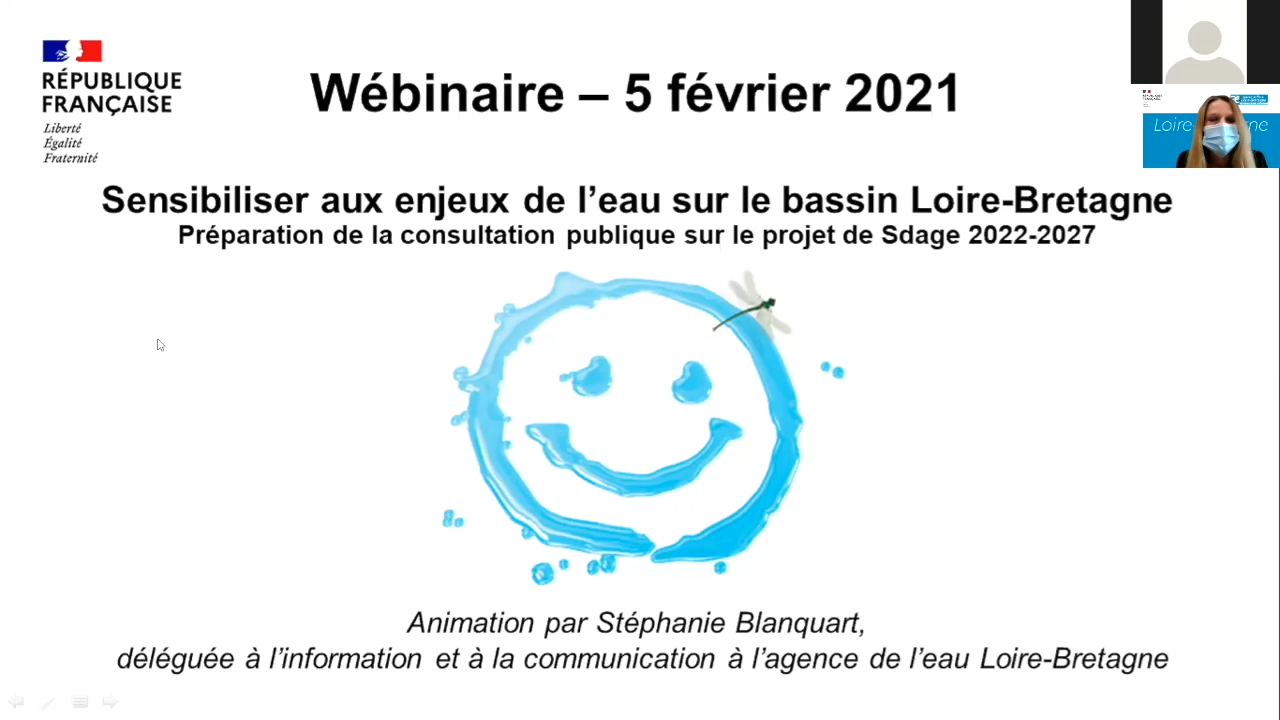 RÉPUBLIQUE
FRANÇAISE
Liberté
Égalité
Fraternité
Wébinaire – 5 février 2021
Sensibiliser aux enjeux de l’eau sur le bassin Loire-Bretagne
Préparation de la consultation publique sur le projet de Sdage 2022-2027
Animation par Stéphanie Blanquart,
déléguée à l’information et à la communication à l’agence de l’eau Loire-Bretagne